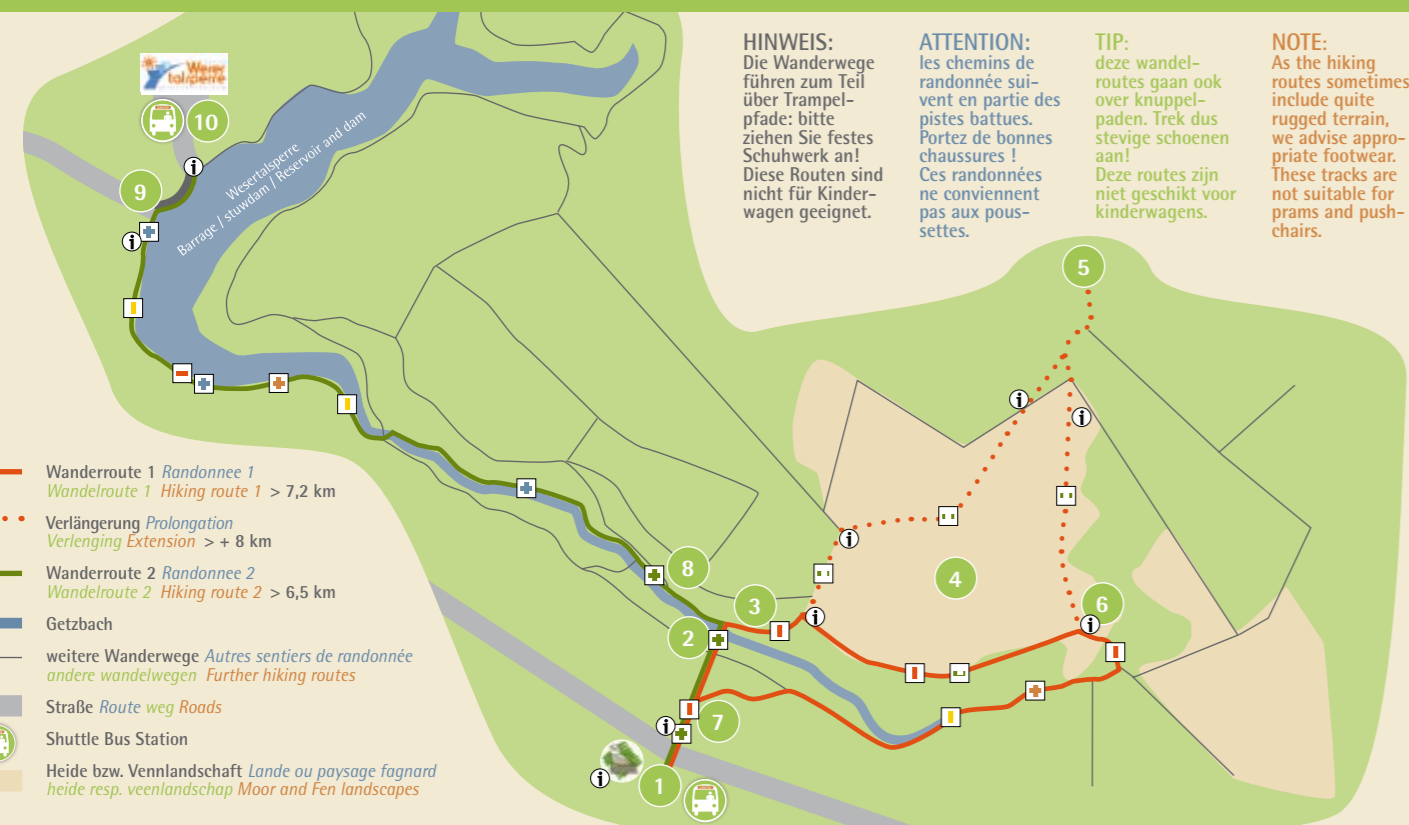 Weser
talsperre
10
9
Wesertalsperre
Barrage / stuwdam / Reservoir and dam
HINWEIS:
Die Wanderwege
führen zum Teil
über Trampel-
pfade: bitte
ziehen Sie festes
Schuhwerk an!
Diese Routen sind
nicht für Kinder-
wagen geeignet.
ATTENTION:
les chemins de
randonnée sui-
vent en partie des
pistes battues.
Portez de bonnes
chaussures !
Ces randonnées
ne conviennent
pas aux pous-
settes.
TIP:
deze wandel-
routes gaan ook
over knuppel-
paden. Trek dus
stevige schoenen
aan!
Deze routes zijn
niet geschikt voor
kinderwagens.
NOTE:
As the hiking
routes sometimes
include quite
rugged terrain,
we advise appro-
priate footwear.
These tracks are
not suitable for
prams and push-
chairs.
5
4
6
8
3
2
7
1
Wanderroute 1 Randonnee 1
Wandelroute 1 Hiking route 1 > 7,2 km
Verlängerung Prolongation
Verlenging Extension > + 8 km
Wanderroute 2 Randonnee 2
Wandelroute 2 Hiking route 2 > 6,5 km
Getzbach
weitere Wanderwege Autres sentiers de randonnée
andere wandelwegen Further hiking routes
Straße Route weg Roads
Shuttle Bus Station
Heide bzw. Vennlandschaft Lande ou paysage fagnard
heide resp. veenlandschap Moor and Fen landscapes